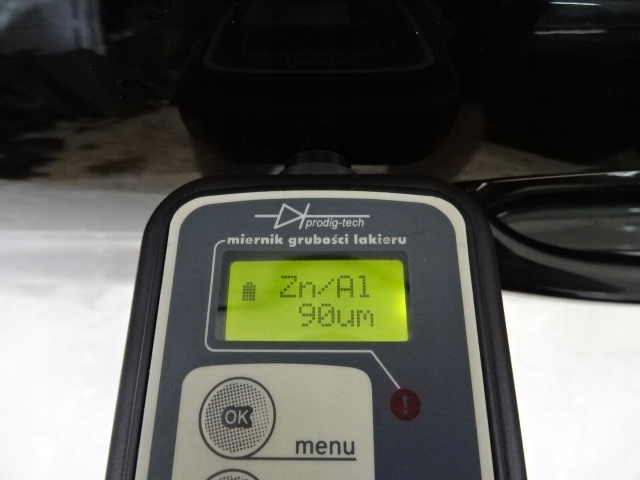 prodig-tech
miernik grubości lakieru
Zn/Al
90um
OK
menu
!